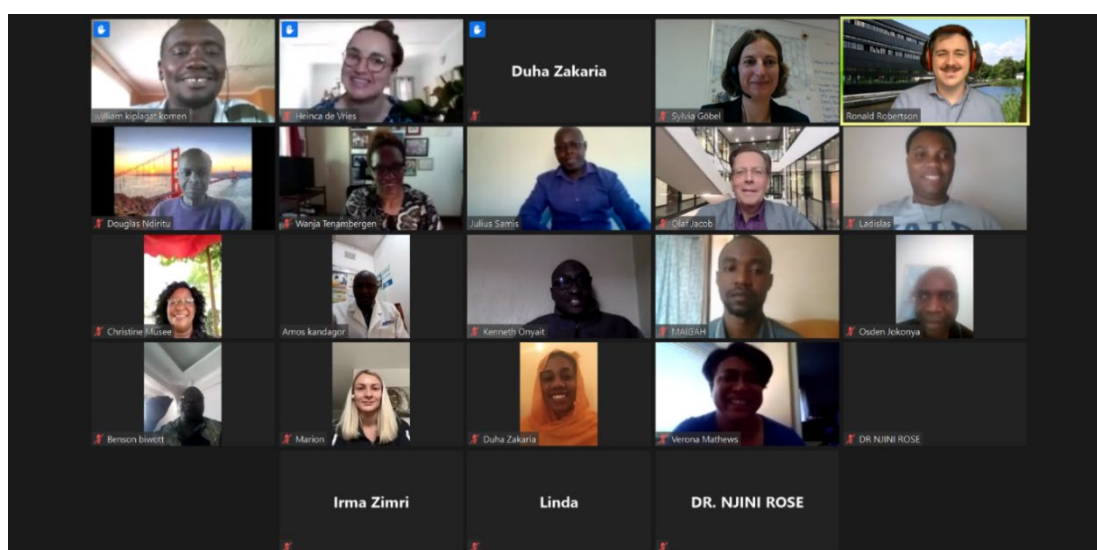 william kiplagat komen
Heinca de Vries
Duha Zakaria
Sylvia Göbel
Ronald Robertson
Douglas Ndiritu
Wanja Tenambergen
Julius Samis
Olaf Jacob
Ladislas
Christine Musee
Amos kandagor
Kenneth Onyait
MAIGAH
Osden Jokonya
Benson biwott
Marion
Duha Zakaria
Verona Mathews
DR NJINI ROSE
Irma Zimri
Linda
DR. NJINI ROSE